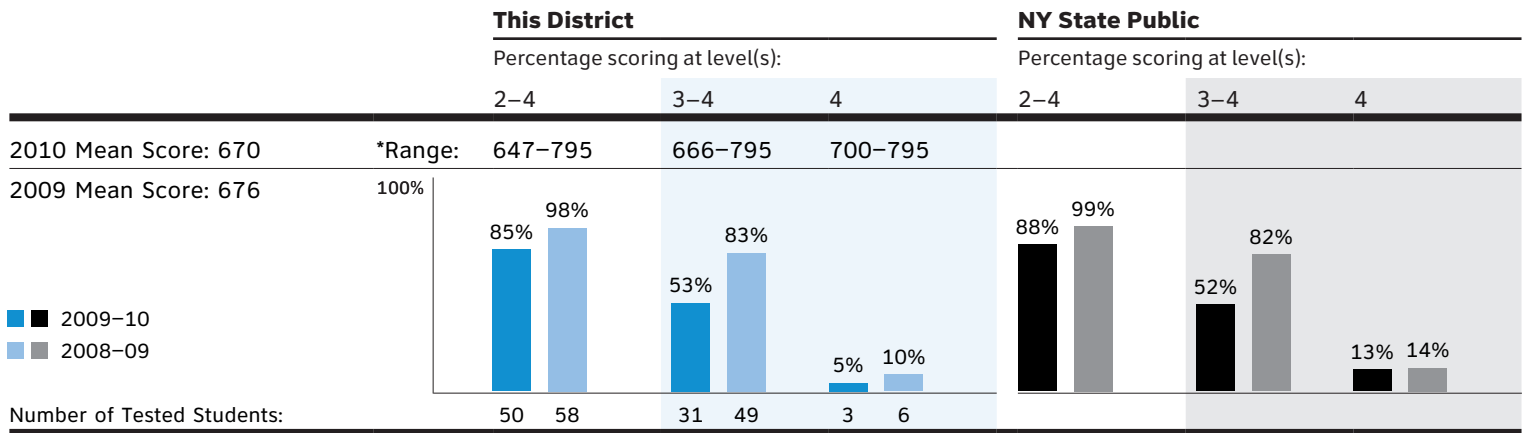 This District NY State Public
Percentage scoring at level(s): Percentage scoring at level(s):
2–4 3–4 4 2–4 3–4 4
2010 Mean Score: 670 *Range: 647–795 666–795 700–795
2009 Mean Score: 676 100%
85% 98% 53% 83% 5% 10% 88% 99% 52% 82% 13% 14%
2009–10
2008–09
Number of Tested Students: 50 58 31 49 3 6